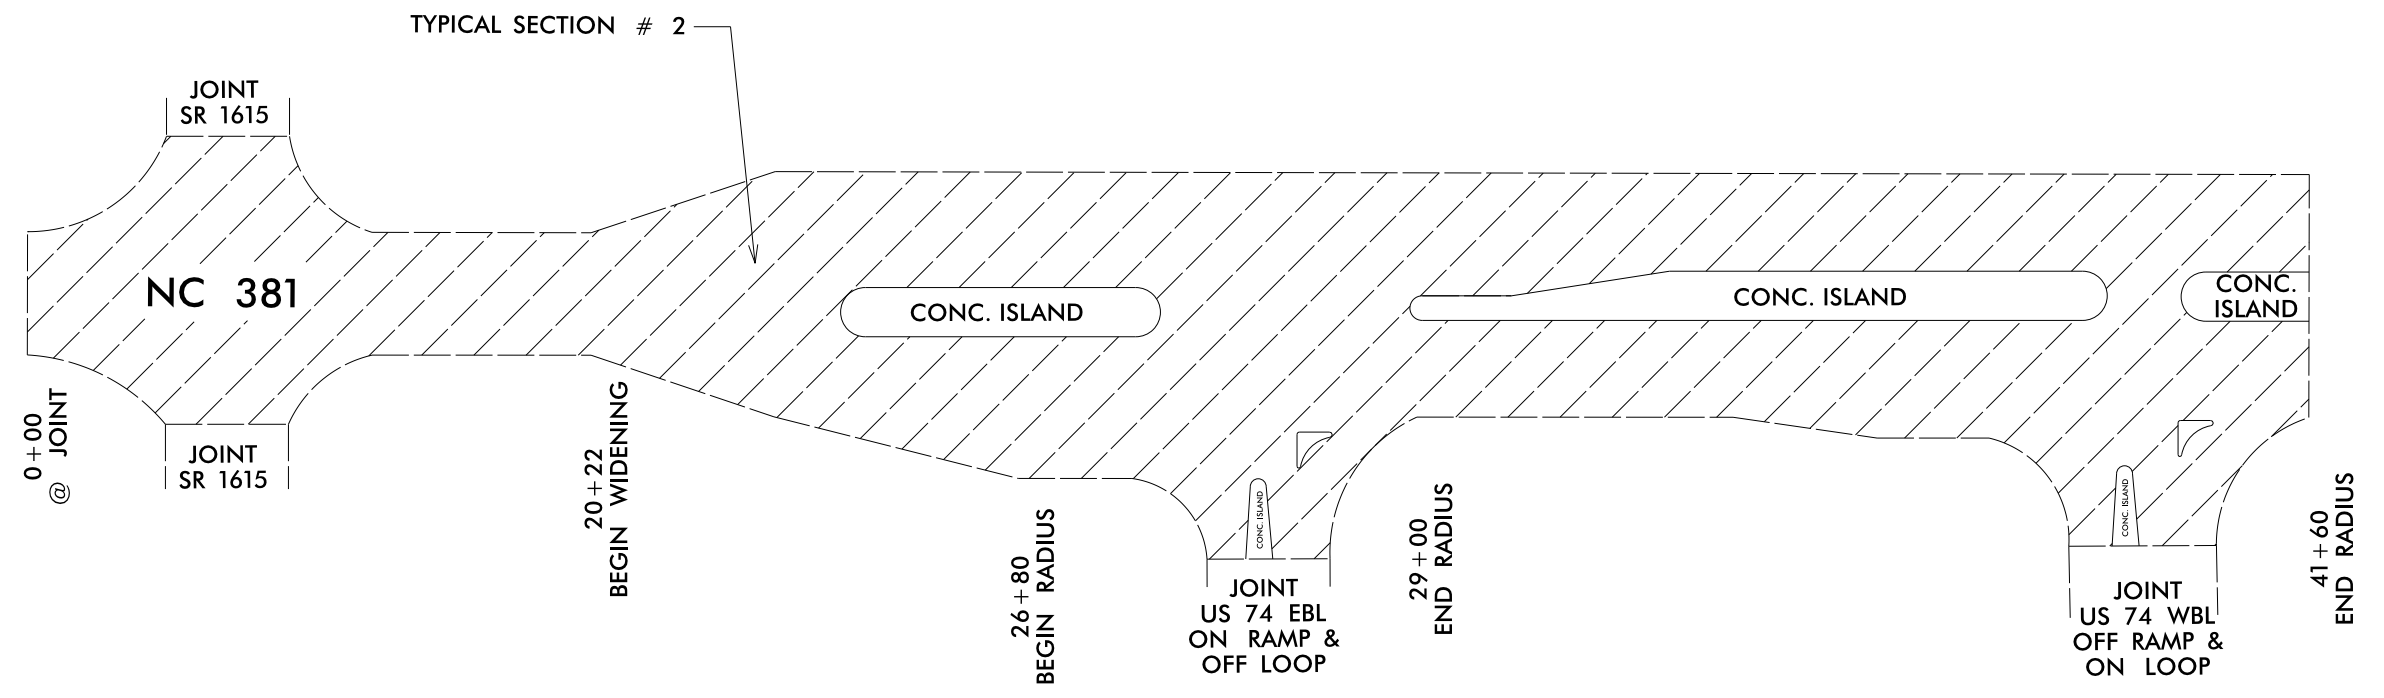 TYPICAL SECTION # 2
JOINT
SR 1615
NC 381
CONC. ISLAND
CONC. ISLAND
CONC.
ISLAND
0+00
@ JOINT
JOINT
SR 1615
20+22
BEGIN WIDENING
26+80
BEGIN RADIUS
CONC. ISLAND
JOINT
US 74 EBL
ON RAMP &
OFF LOOP
29+00
END RADIUS
CONC. ISLAND
JOINT
US 74 WBL
OFF RAMP &
ON LOOP
41+60
END RADIUS